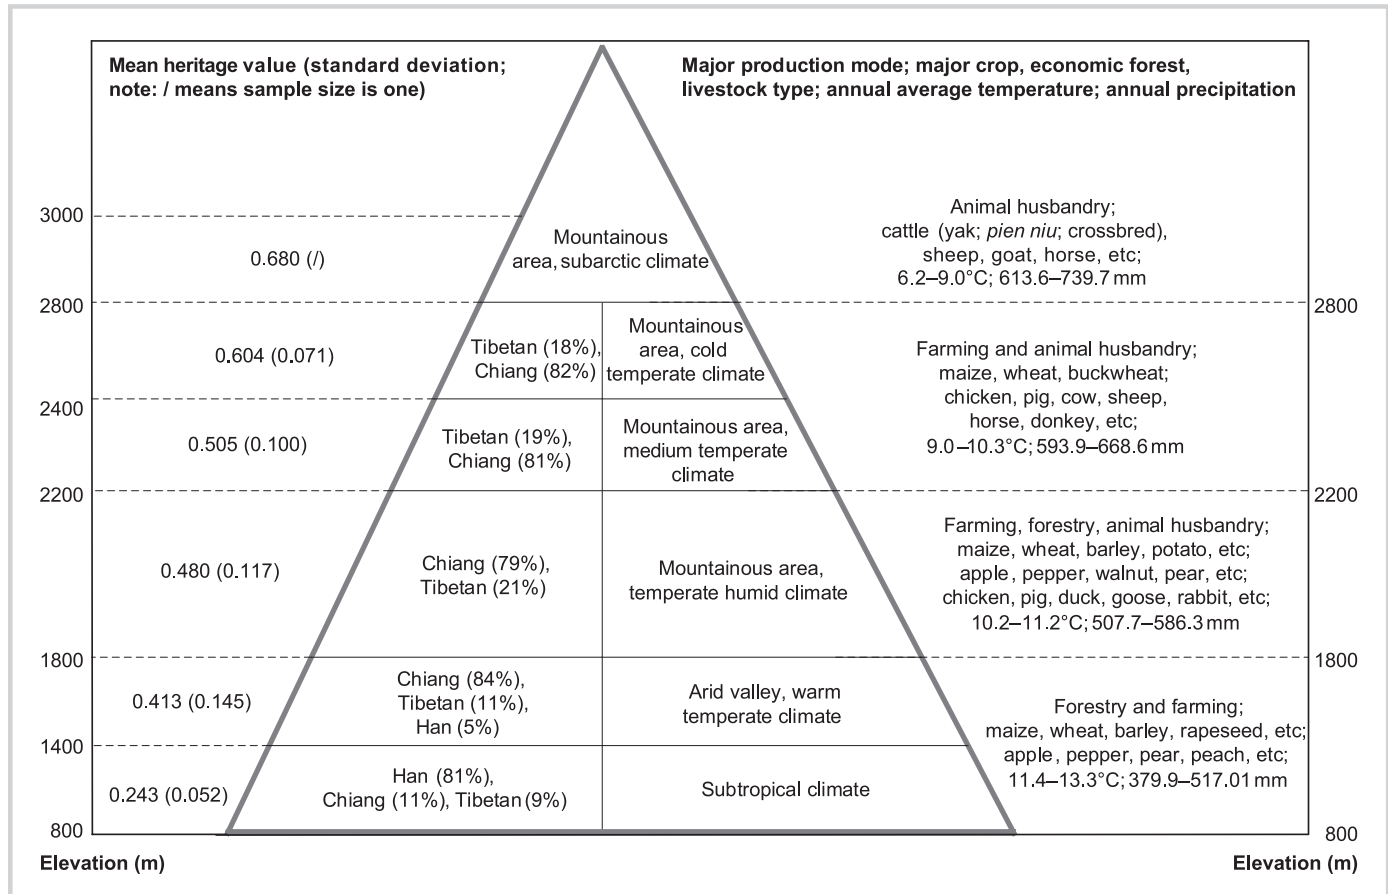 Mean heritage value (standard deviation;
note: / means sample size is one)
Major production mode; major crop, economic forest,
livestock type; annual average temperature; annual precipitation
3000
0.680 (/)
Mountainous
area, subarctic climate
Animal husbandry;
cattle (yak; pien niu; crossbred),
sheep, goat, horse, etc;
6.2–9.0°C; 613.6–739.7 mm
2800
2800
0.604 (0.071)
Tibetan (18%),
Chiang (82%)
Mountainous
area, cold
temperate climate
Farming and animal husbandry;
maize, wheat, buckwheat;
chicken, pig, cow, sheep,
horse, donkey, etc;
9.0–10.3°C; 593.9–668.6 mm
2400
0.505 (0.100)
Tibetan (19%),
Chiang (81%)
Mountainous area,
medium temperate
climate
2200
2200
0.480 (0.117)
Chiang (79%),
Tibetan (21%)
Mountainous area,
temperate humid climate
Farming, forestry, animal husbandry;
maize, wheat, barley, potato, etc;
apple, pepper, walnut, pear, etc;
chicken, pig, duck, goose, rabbit, etc;
10.2–11.2°C; 507.7–586.3 mm
1800
1800
0.413 (0.145)
Chiang (84%),
Tibetan (11%),
Han (5%)
Arid valley, warm
temperate climate
Forestry and farming;
maize, wheat, barley, rapeseed, etc;
apple, pepper, pear, peach, etc;
11.4–13.3°C; 379.9–517.01 mm
1400
0.243 (0.052)
Han (81%),
Chiang (11%), Tibetan (9%)
Subtropical climate
800
800
Elevation (m)
Elevation (m)